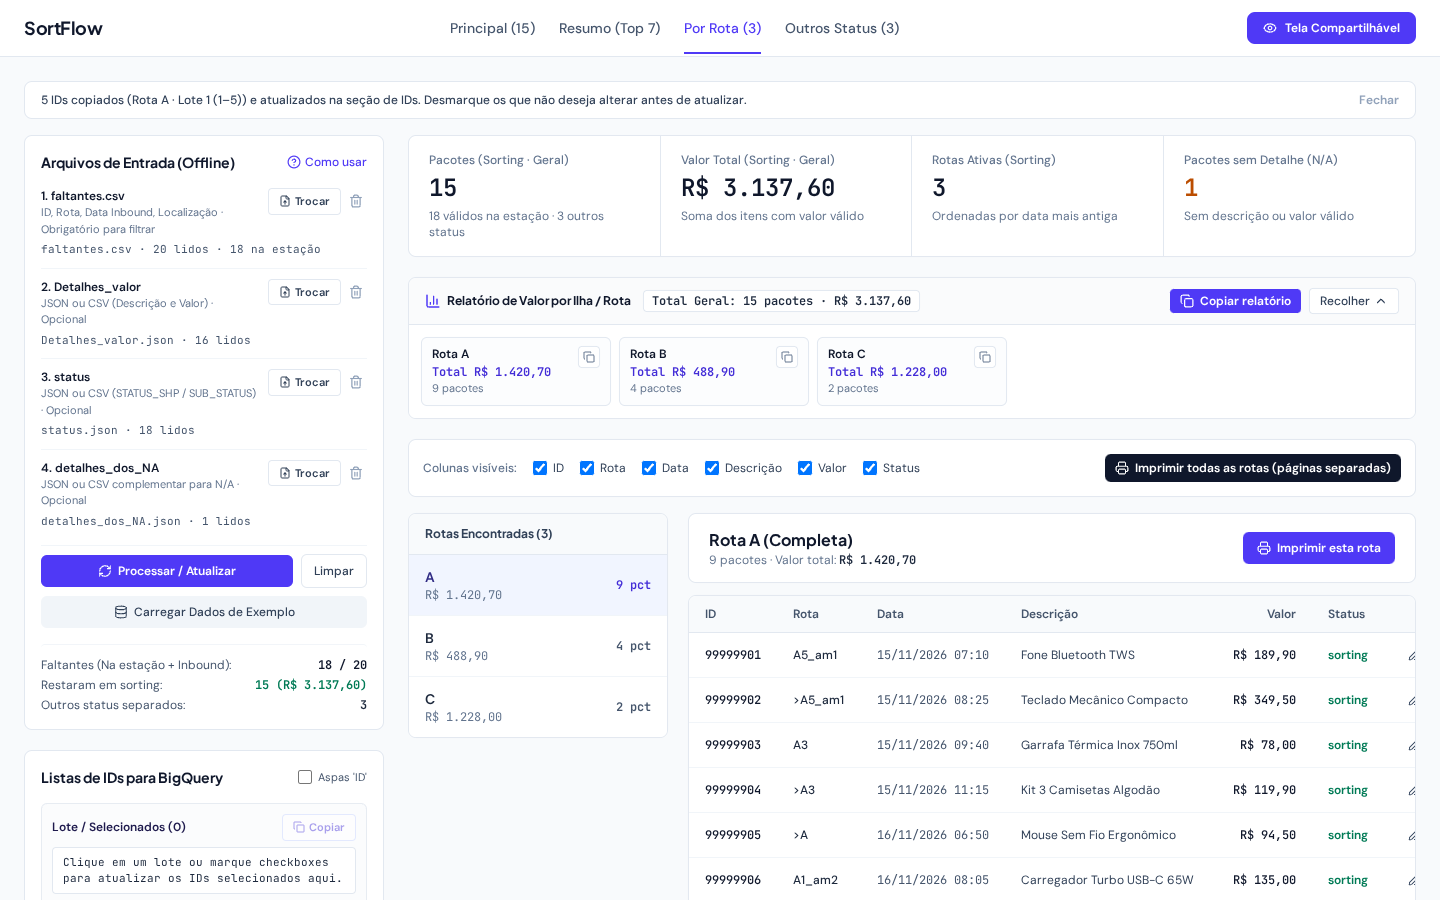 SortFlow
Principal (15)
Resumo (Top 7)
Por Rota (3)
Outros Status (3)
Tela Compartilhável
5 IDs copiados (Rota A · Lote 1 (1–5)) e atualizados na seção de IDs. Desmarque os que não deseja alterar antes de atualizar.
Fechar
Arquivos de Entrada (Offline)
Como usar
1. faltantes.csv
ID, Rota, Data Inbound, Localização ·
Obrigatório para filtrar
Trocar
faltantes.csv · 20 lidos · 18 na estação
2. Detalhes_valor
JSON ou CSV (Descrição e Valor) ·
Opcional
Trocar
Detalhes_valor.json · 16 lidos
3. status
JSON ou CSV (STATUS_SHP / SUB_STATUS)
· Opcional
Trocar
status.json · 18 lidos
4. detalhes_dos_NA
JSON ou CSV complementar para N/A ·
Opcional
Trocar
detalhes_dos_NA.json · 1 lidos
Processar / Atualizar
Limpar
Carregar Dados de Exemplo
Faltantes (Na estação + Inbound): 18 / 20
Restaram em sorting: 15 (R$ 3.137,60)
Outros status separados: 3
Listas de IDs para BigQuery
Aspas 'ID'
Lote / Selecionados (0)
Copiar
Clique em um lote ou marque checkboxes
para atualizar os IDs selecionados aqui.
Pacotes (Sorting · Geral)
15
18 válidos na estação · 3 outros
status
Valor Total (Sorting · Geral)
R$ 3.137,60
Soma dos itens com valor válido
Rotas Ativas (Sorting)
3
Ordenadas por data mais antiga
Pacotes sem Detalhe (N/A)
1
Sem descrição ou valor válido
Relatório de Valor por Ilha / Rota
Total Geral: 15 pacotes · R$ 3.137,60
Copiar relatório
Recolher
Rota A
Total R$ 1.420,70
9 pacotes
Rota B
Total R$ 488,90
4 pacotes
Rota C
Total R$ 1.228,00
2 pacotes
Colunas visíveis:
ID
Rota
Data
Descrição
Valor
Status
Imprimir todas as rotas (páginas separadas)
Rotas Encontradas (3)
A
R$ 1.420,70
9 pct
B
R$ 488,90
4 pct
C
R$ 1.228,00
2 pct
Rota A (Completa)
9 pacotes · Valor total: R$ 1.420,70
Imprimir esta rota
ID Rota Data Descrição Valor Status
99999901 A5_am1 15/11/2026 07:10 Fone Bluetooth TWS R$ 189,90 sorting
99999902 >A5_am1 15/11/2026 08:25 Teclado Mecânico Compacto R$ 349,50 sorting
99999903 A3 15/11/2026 09:40 Garrafa Térmica Inox 750ml R$ 78,00 sorting
99999904 >A3 15/11/2026 11:15 Kit 3 Camisetas Algodão R$ 119,90 sorting
99999905 >A 16/11/2026 06:50 Mouse Sem Fio Ergonômico R$ 94,50 sorting
99999906 A1_am2 16/11/2026 08:05 Carregador Turbo USB-C 65W R$ 135,00 sorting